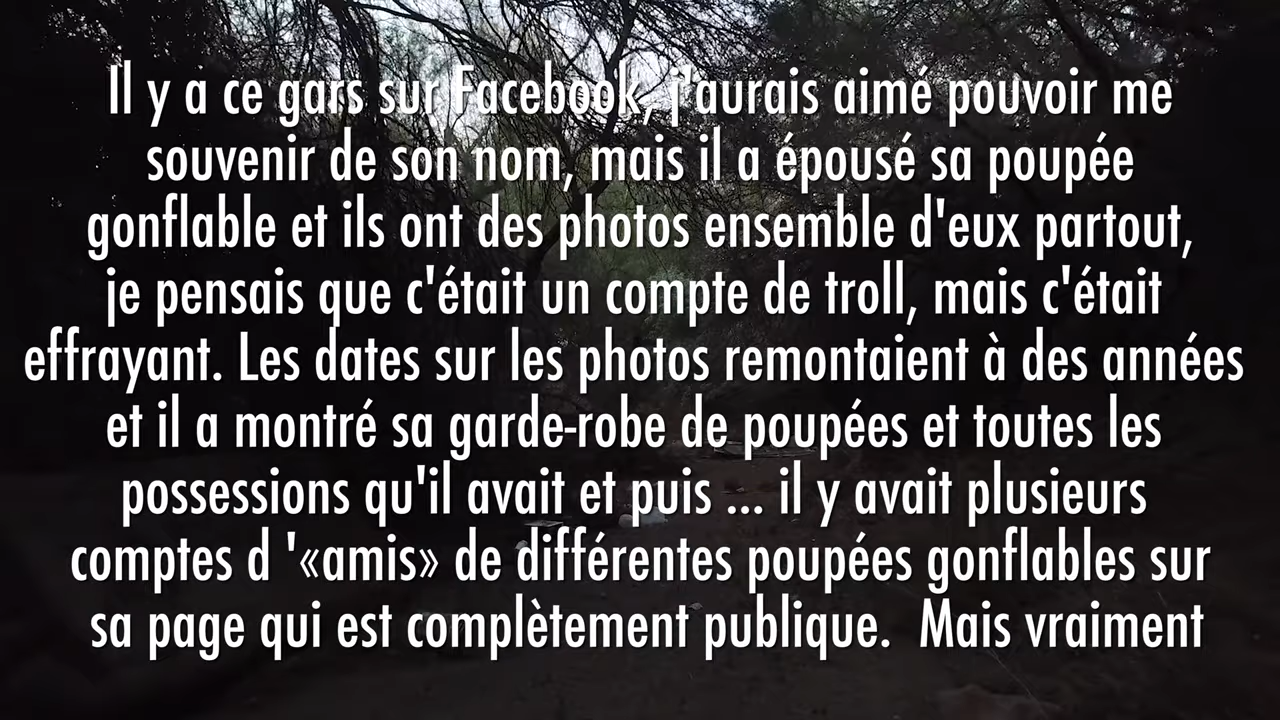 Il y a ce gars sur Facebook, j'aurais aimé pouvoir me
souvenir de son nom, mais il a épousé sa poupée
gonflable et ils ont des photos ensemble d'eux partout,
je pensais que c'était un compte de troll, mais c'était
effrayant. Les dates sur les photos remontaient à des années
et il a montré sa garde-robe de poupées et toutes les
possessions qu'il avait et puis ... il y avait plusieurs
comptes d '«amis» de différentes poupées gonflables sur
sa page qui est complètement publique.  Mais vraiment